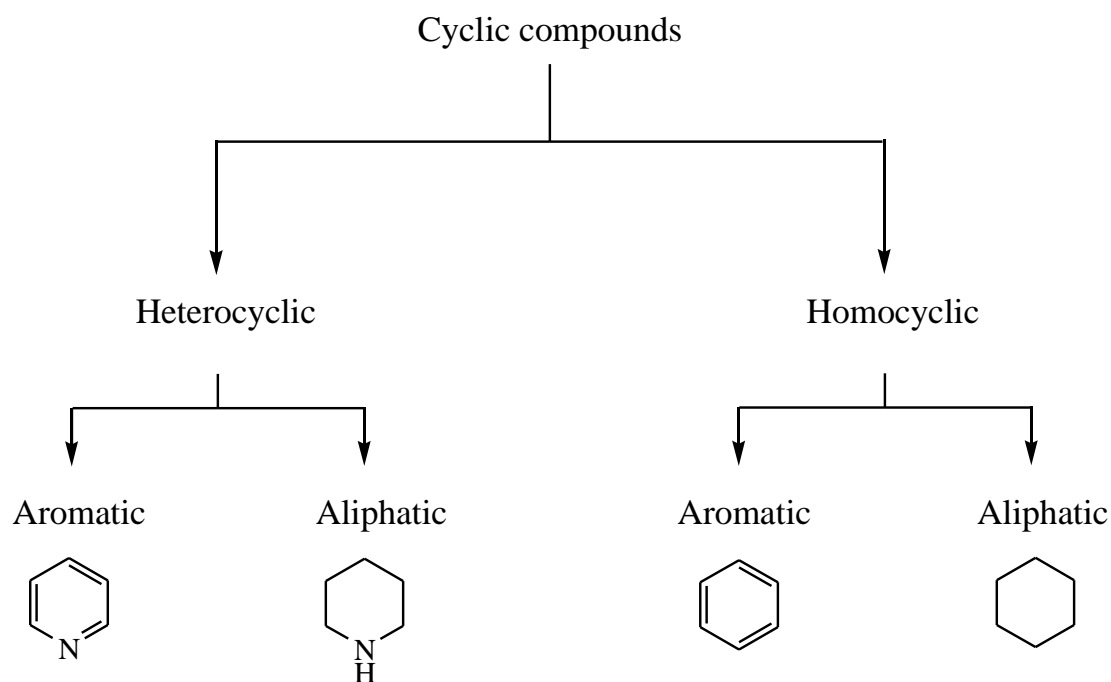 Cyclic compounds
Heterocyclic
Homocyclic
Aromatic
Aliphatic
Aromatic
Aliphatic
N
N
H